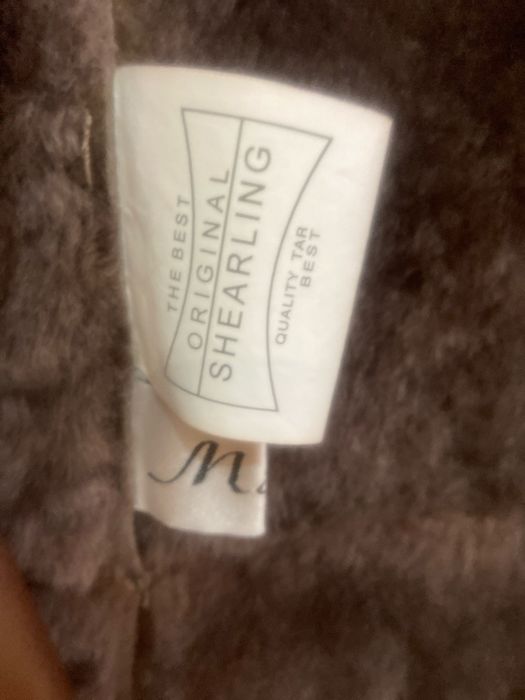 THE BEST
ORIGINAL
SHEARLING
QUALITY TAR
BEST